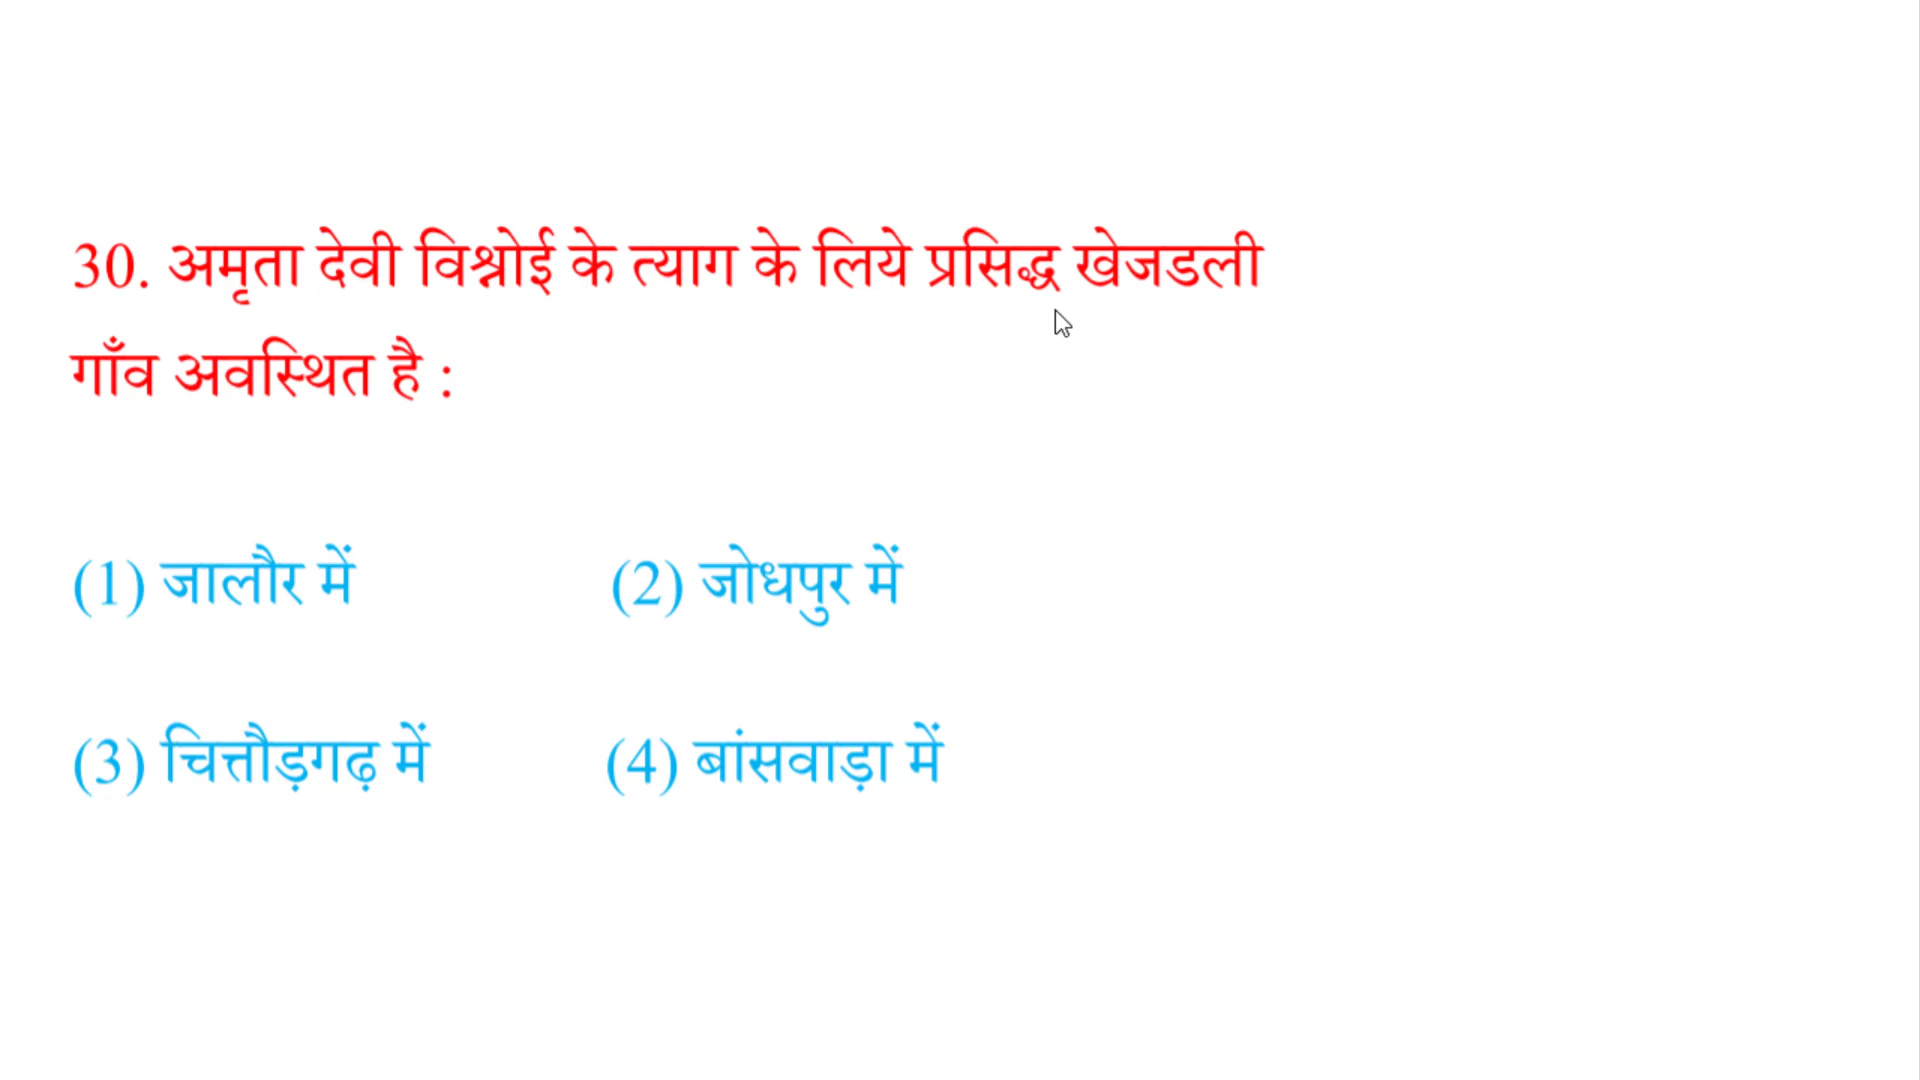 30. अमृता देवी विश्नोई के त्याग के लिये प्रसिद्ध खेजडली
गाँव अवस्थित है :
(1) जालौर में (2) जोधपुर में
(3) चित्तौड़गढ़ में (4) बांसवाड़ा में